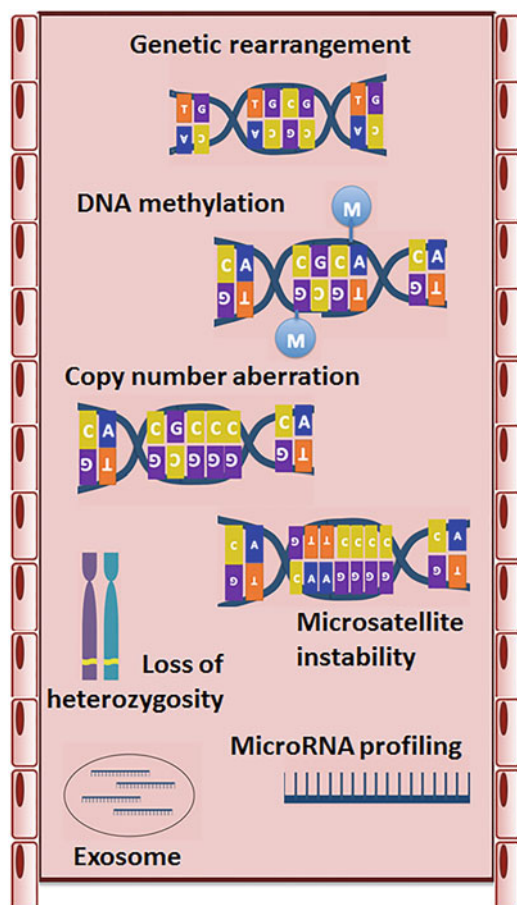 Genetic rearrangement
T G T G C G T G
A C A C G C A C
DNA methylation
M
C A C G C A C A
G T G C G T G T
M
Copy number aberration
C A C G C C C C A
G T G C G G G G T
C A G T T C C C C C A
G T C A A G G G G G T
Microsatellite
instability
Loss of
heterozygosity
MicroRNA profiling
Exosome